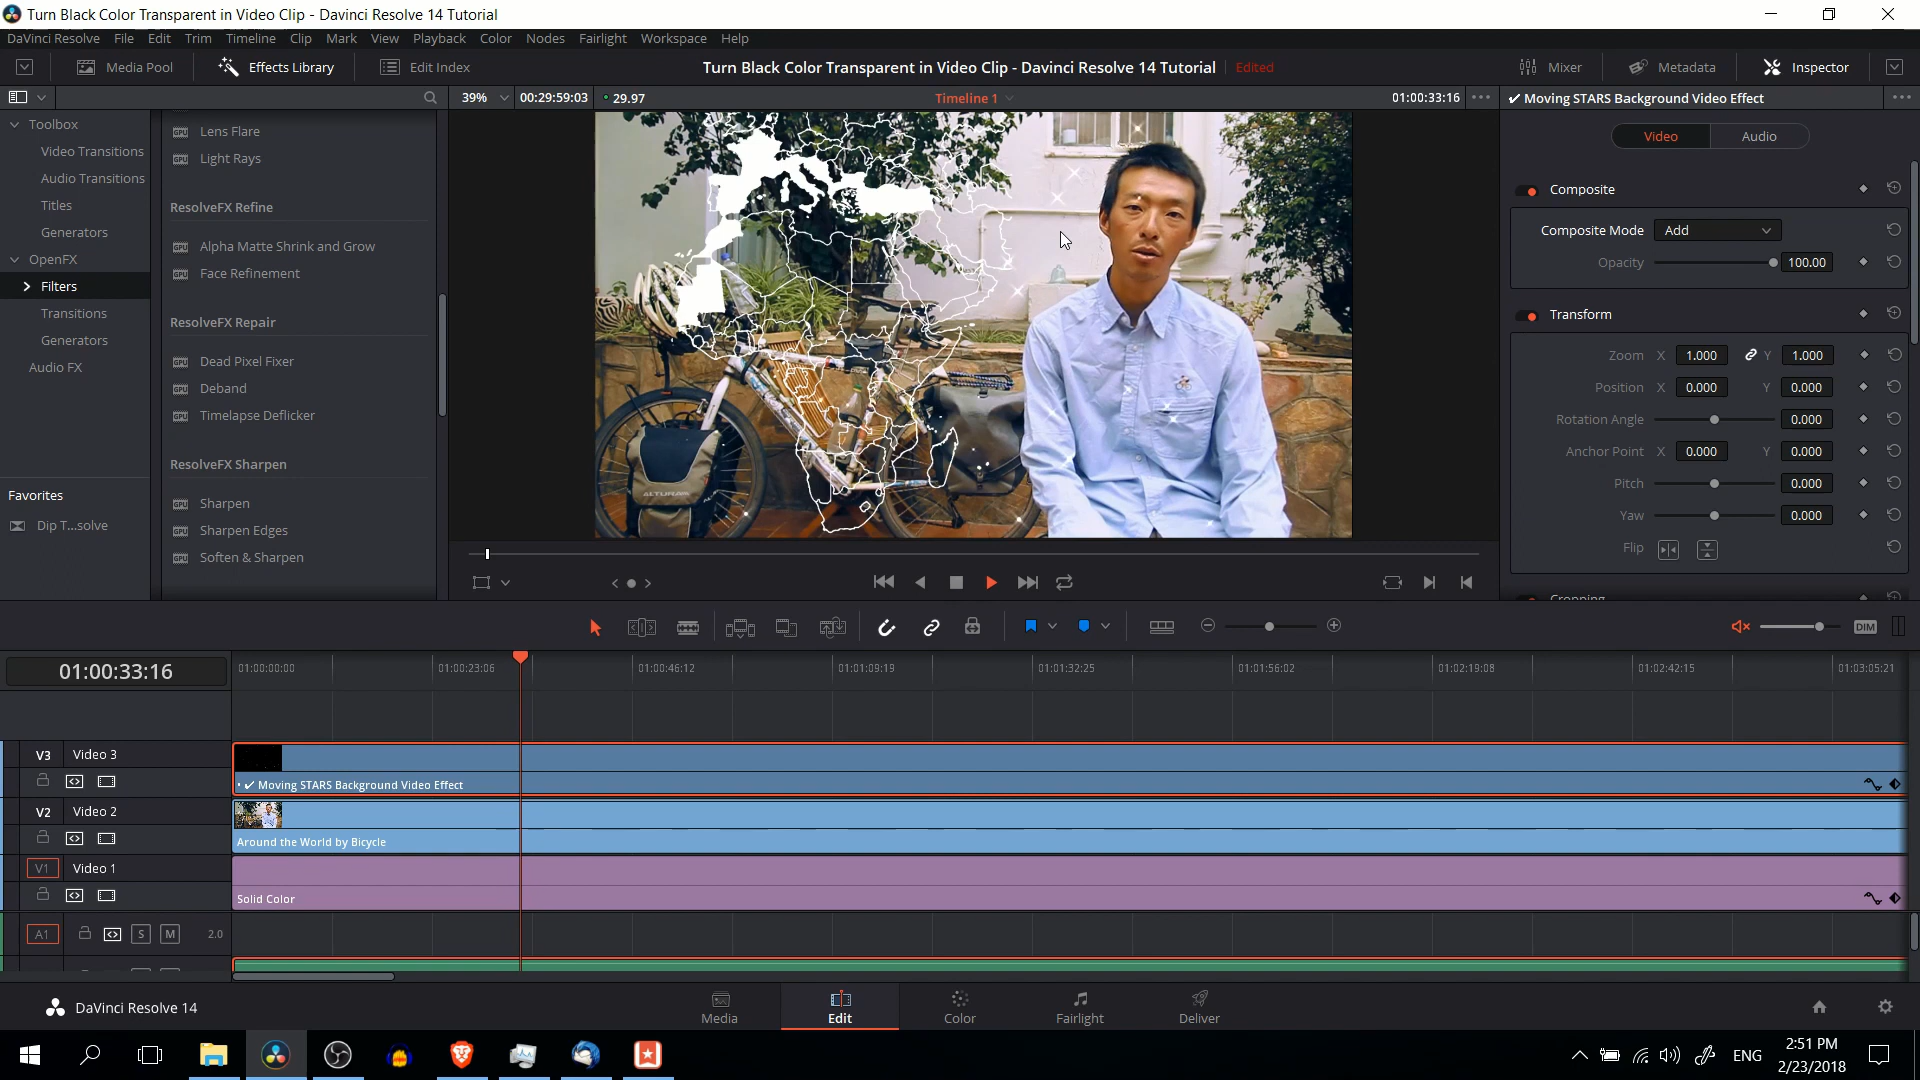 Turn Black Color Transparent in Video Clip - Davinci Resolve 14 Tutorial
DaVinci Resolve File Edit Trim Timeline Clip Mark View Playback Color Nodes Fairlight Workspace Help
Media Pool Effects Library Edit Index Turn Black Color Transparent in Video Clip - Davinci Resolve 14 Tutorial Edited Mixer Metadata Inspector
39% 00:29:59:03 29.97 Timeline 1 01:00:33:16 ••• ✔ Moving STARS Background Video Effect •••
Toolbox
Video Transitions
Audio Transitions
Titles
Generators
OpenFX
Filters
Transitions
Generators
Audio FX
Favorites
Dip T...solve
Lens Flare
Light Rays
ResolveFX Refine
Alpha Matte Shrink and Grow
Face Refinement
ResolveFX Repair
Dead Pixel Fixer
Deband
Timelapse Deflicker
ResolveFX Sharpen
Sharpen
Sharpen Edges
Soften & Sharpen
ALTURA
Video Audio
Composite
Composite Mode Add
Opacity 100.00
Transform
Zoom X 1.000 Y 1.000
Position X 0.000 Y 0.000
Rotation Angle 0.000
Anchor Point X 0.000 Y 0.000
Pitch 0.000
Yaw 0.000
Flip
Cropping
DIM
01:00:33:16
01:00:00:00 01:00:23:06 01:00:46:12 01:01:09:19 01:01:32:25 01:01:56:02 01:02:19:08 01:02:42:15 01:03:05:21
V3 Video 3
• ✔ Moving STARS Background Video Effect
V2 Video 2
Around the World by Bicycle
V1 Video 1
Solid Color
A1 S M 2.0
DaVinci Resolve 14
Media Edit Color Fairlight Deliver
ENG
2:51 PM
2/23/2018